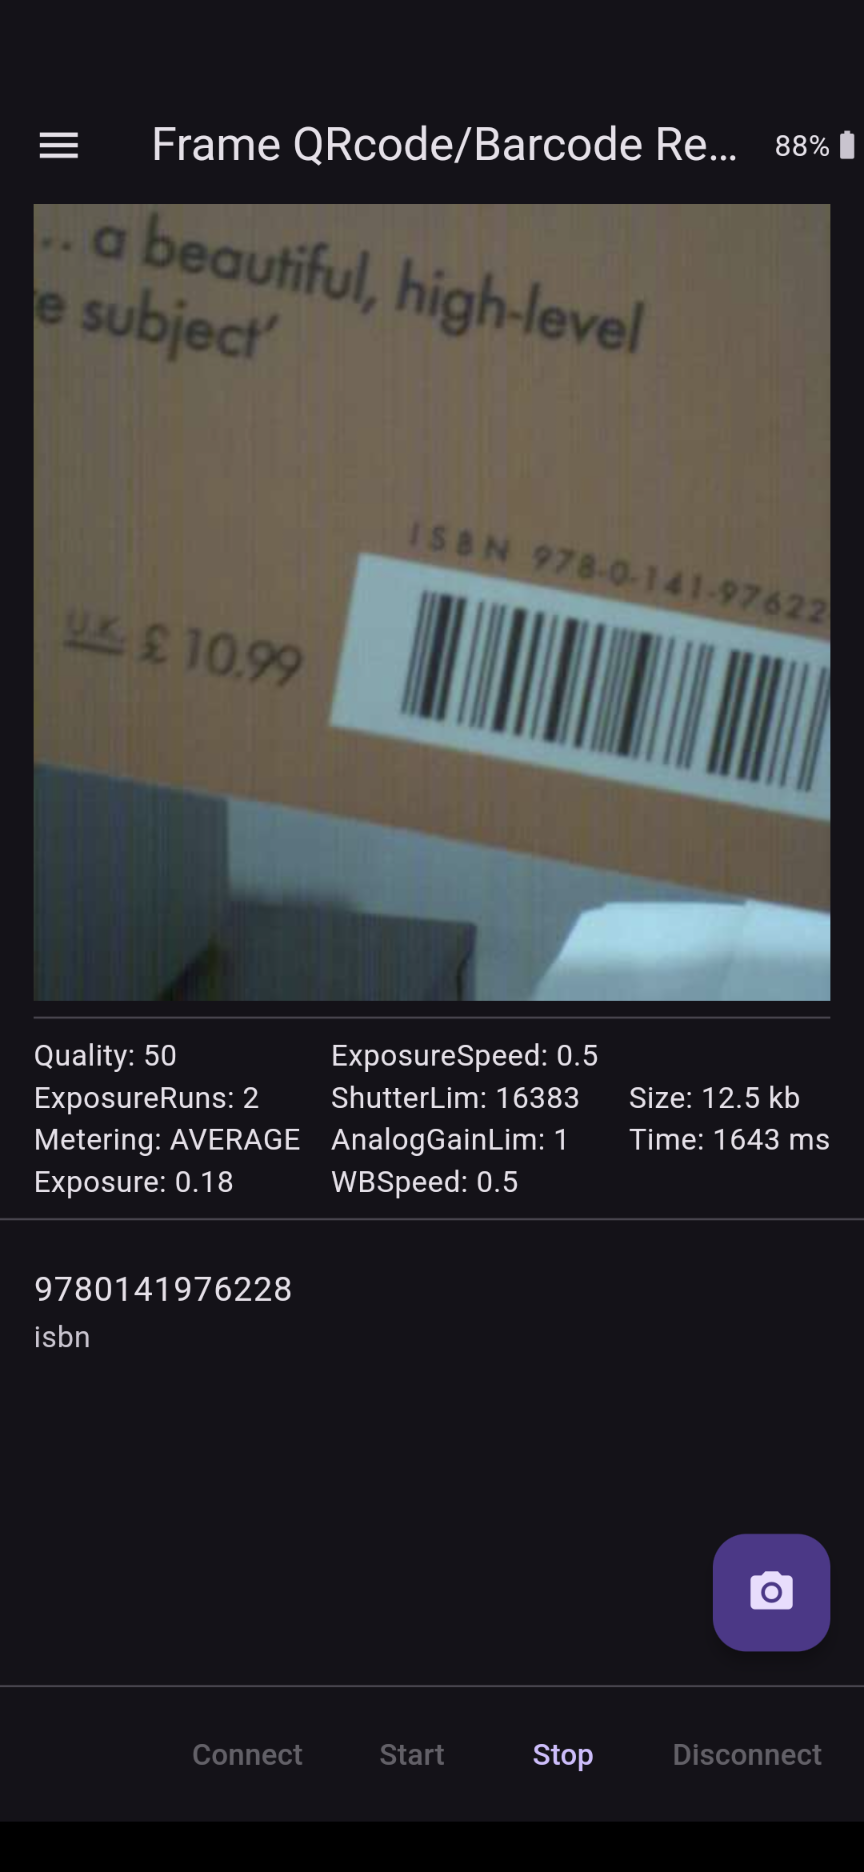 Frame QRcode/Barcode Re...
88%
.. a beautiful, high-level
e subject'
ISBN 978-0-141-97622
U.K. £ 10.99
Quality: 50
ExposureSpeed: 0.5
ExposureRuns: 2
ShutterLim: 16383
Size: 12.5 kb
Metering: AVERAGE
AnalogGainLim: 1
Time: 1643 ms
Exposure: 0.18
WBSpeed: 0.5
9780141976228
isbn
Connect
Start
Stop
Disconnect